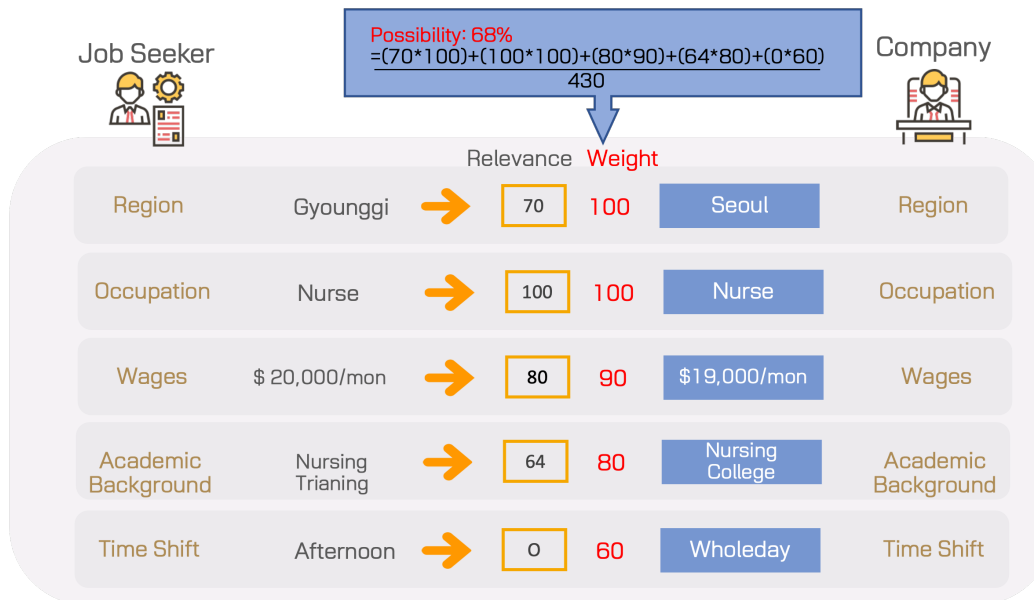 Possibility: 68%
=(70*100)+(100*100)+(80*90)+(64*80)+(0*60)
430
Job Seeker
Company
Relevance Weight
Region Gyounggi 70 100 Seoul Region
Occupation Nurse 100 100 Nurse Occupation
Wages $ 20,000/mon 80 90 $19,000/mon Wages
Academic
Background
Nursing
Trianing
64 80
Nursing
College
Academic
Background
Time Shift Afternoon O 60 Wholeday Time Shift